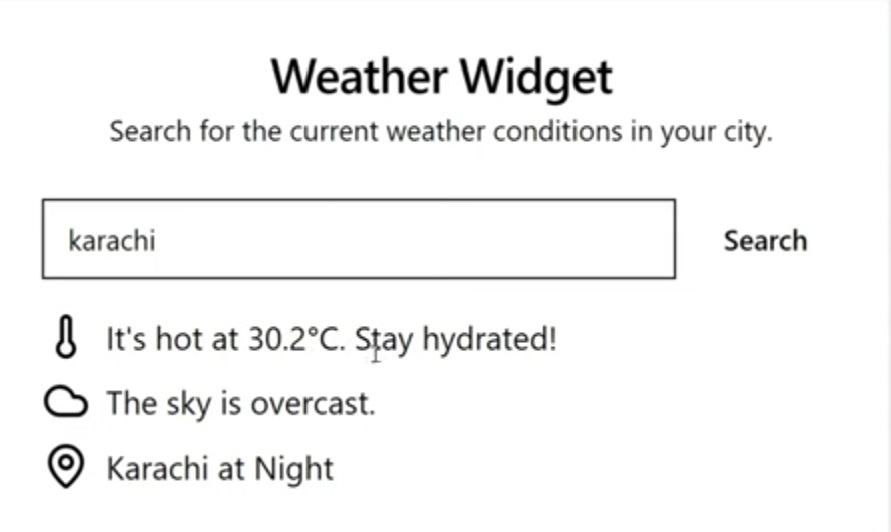 Weather Widget
Search for the current weather conditions in your city.
karachi
Search
It's hot at 30.2°C. Stay hydrated!
The sky is overcast.
Karachi at Night